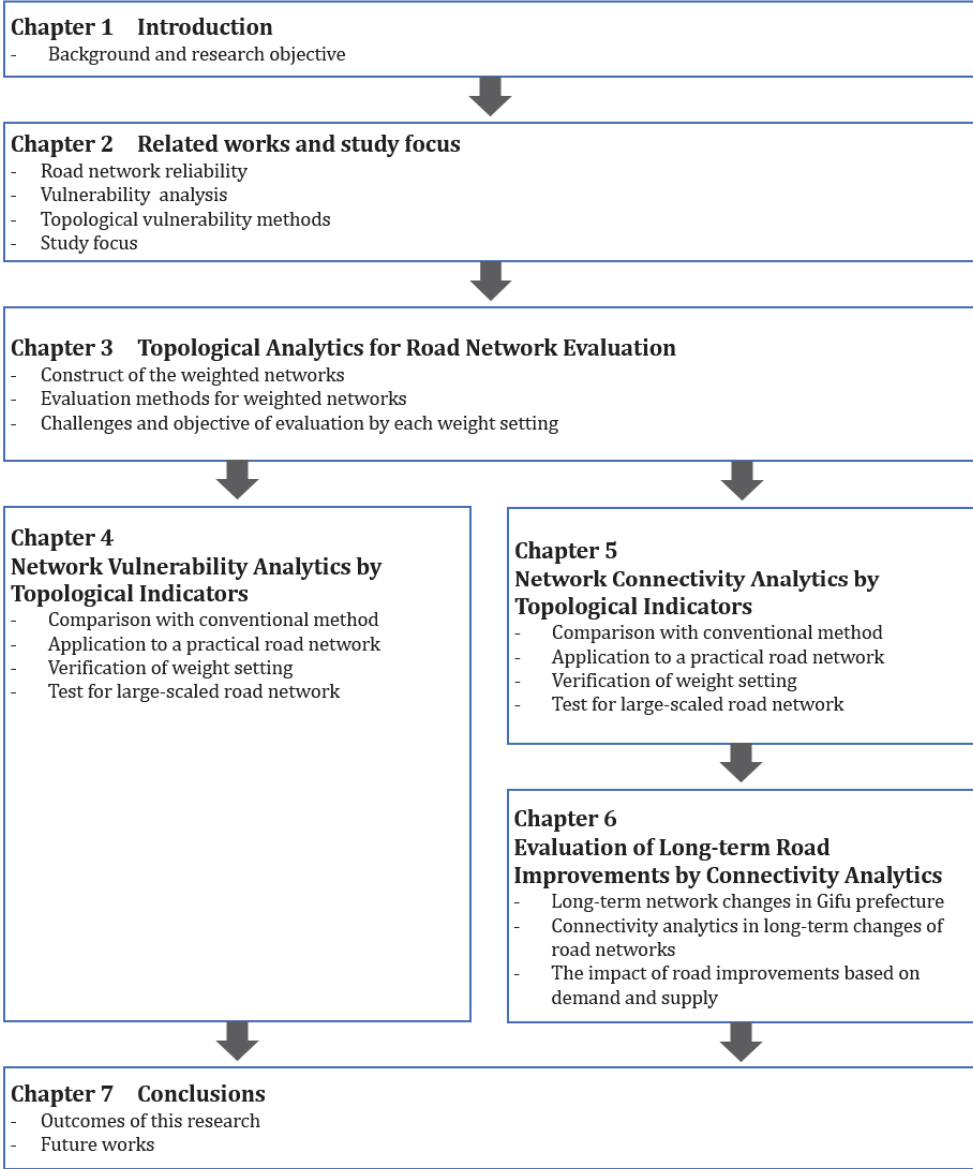 Chapter 1 Introduction
- Background and research objective
Chapter 2 Related works and study focus
- Road network reliability
- Vulnerability analysis
- Topological vulnerability methods
- Study focus
Chapter 3 Topological Analytics for Road Network Evaluation
- Construct of the weighted networks
- Evaluation methods for weighted networks
- Challenges and objective of evaluation by each weight setting
Chapter 4
Network Vulnerability Analytics by
Topological Indicators
- Comparison with conventional method
- Application to a practical road network
- Verification of weight setting
- Test for large-scaled road network
Chapter 5
Network Connectivity Analytics by
Topological Indicators
- Comparison with conventional method
- Application to a practical road network
- Verification of weight setting
- Test for large-scaled road network
Chapter 6
Evaluation of Long-term Road
Improvements by Connectivity Analytics
- Long-term network changes in Gifu prefecture
- Connectivity analytics in long-term changes of
road networks
- The impact of road improvements based on
demand and supply
Chapter 7 Conclusions
- Outcomes of this research
- Future works